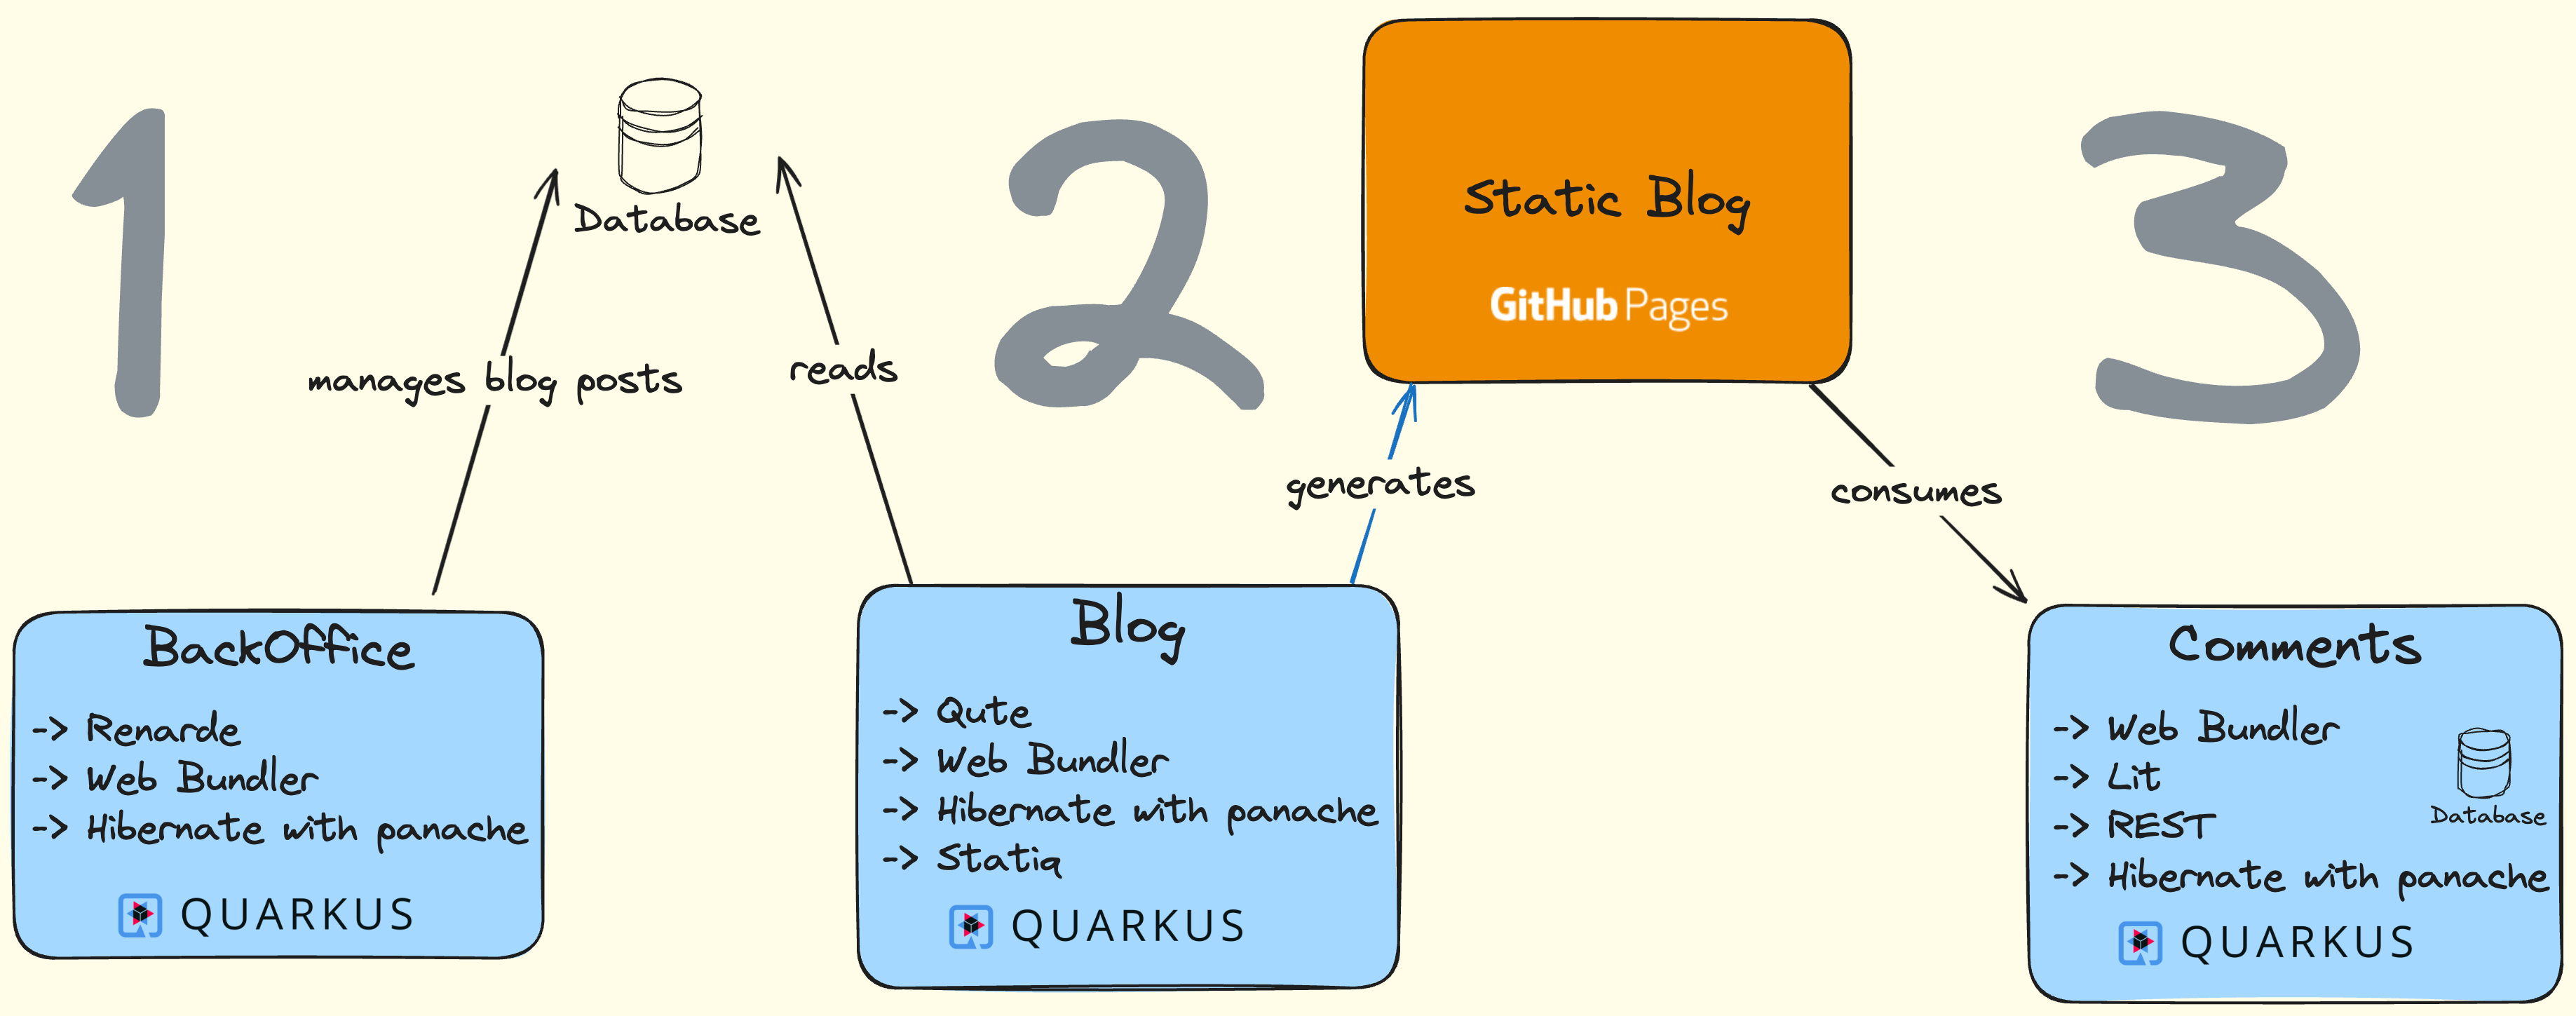 1
Database
manages blog posts
reads
2
Static Blog
GitHub Pages
generates
consumes
3
BackOffice
-> Renarde
-> Web Bundler
-> Hibernate with panache
QUARKUS
Blog
-> Qute
-> Web Bundler
-> Hibernate with panache
-> Statiq
QUARKUS
Comments
-> Web Bundler
-> Lit
-> REST
-> Hibernate with panache
Database
QUARKUS